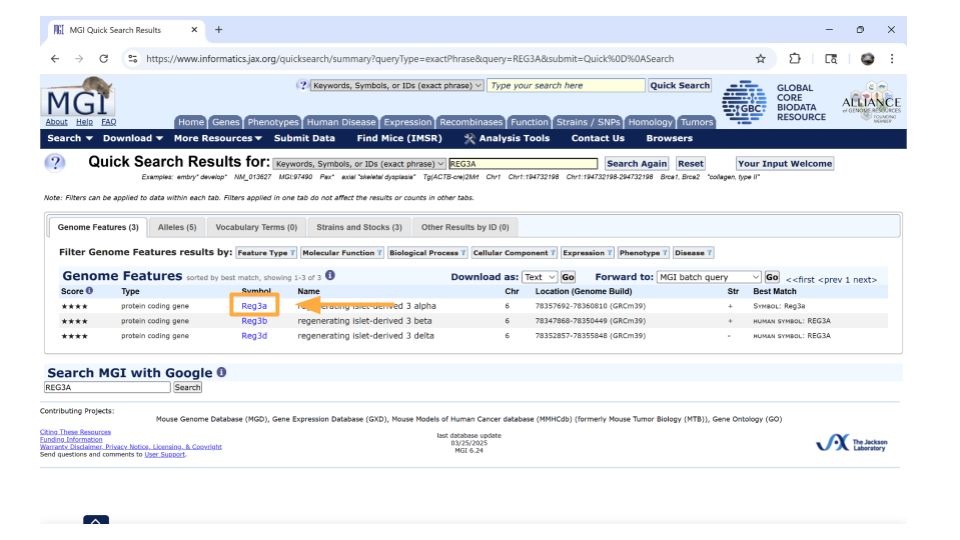 MGI Quick Search Results
https://www.informatics.jax.org/quicksearch/summary?queryType=exactPhrase&query=REG3A&submit=Quick%0D%0ASearch
MGI
About Help FAQ
Keywords, Symbols, or IDs (exact phrase) Type your search here Quick Search
Home Genes Phenotypes Human Disease Expression Recombinases Function Strains / SNPs Homology Tumors
GBC GLOBAL CORE BIODATA RESOURCE
ALLIANCE of GENOME RESOURCES FOUNDING MEMBER
Search Download More Resources Submit Data Find Mice (IMSR) Analysis Tools Contact Us Browsers
Quick Search Results for: Keywords, Symbols, or IDs (exact phrase) REG3A Search Again Reset Your Input Welcome
Examples: embry* develop* NM_013627 MGI:97490 Pax* axial "skeletal dysplasia" Tg(ACTB-cre)2Mrt Chr1 Chr1:194732198 Chr1:194732198-294732198 Brca1, Brca2 "collagen, type II"
Note: Filters can be applied to data within each tab. Filters applied in one tab do not affect the results or counts in other tabs.
Genome Features (3) Alleles (5) Vocabulary Terms (0) Strains and Stocks (3) Other Results by ID (0)
Filter Genome Features results by: Feature Type Molecular Function Biological Process Cellular Component Expression Phenotype Disease
Genome Features sorted by best match, showing 1-3 of 3 Download as: Text Go Forward to: MGI batch query Go <<first <prev 1 next>
Score Type Symbol Name Chr Location (Genome Build) Str Best Match
★★★★ protein coding gene Reg3a regenerating islet-derived 3 alpha 6 78357692-78360810 (GRCm39) + Symbol: Reg3a
★★★★ protein coding gene Reg3b regenerating islet-derived 3 beta 6 78347868-78350449 (GRCm39) + human symbol: REG3A
★★★★ protein coding gene Reg3d regenerating islet-derived 3 delta 6 78352857-78355848 (GRCm39) - human symbol: REG3A
Search MGI with Google
REG3A Search
Contributing Projects:
Mouse Genome Database (MGD), Gene Expression Database (GXD), Mouse Models of Human Cancer database (MMHCdb) (formerly Mouse Tumor Biology (MTB)), Gene Ontology (GO)
Citing These Resources
Funding Information
Warranty Disclaimer, Privacy Notice, Licensing, & Copyright
Send questions and comments to User Support.
last database update
03/25/2025
MGI 6.24
The Jackson
Laboratory